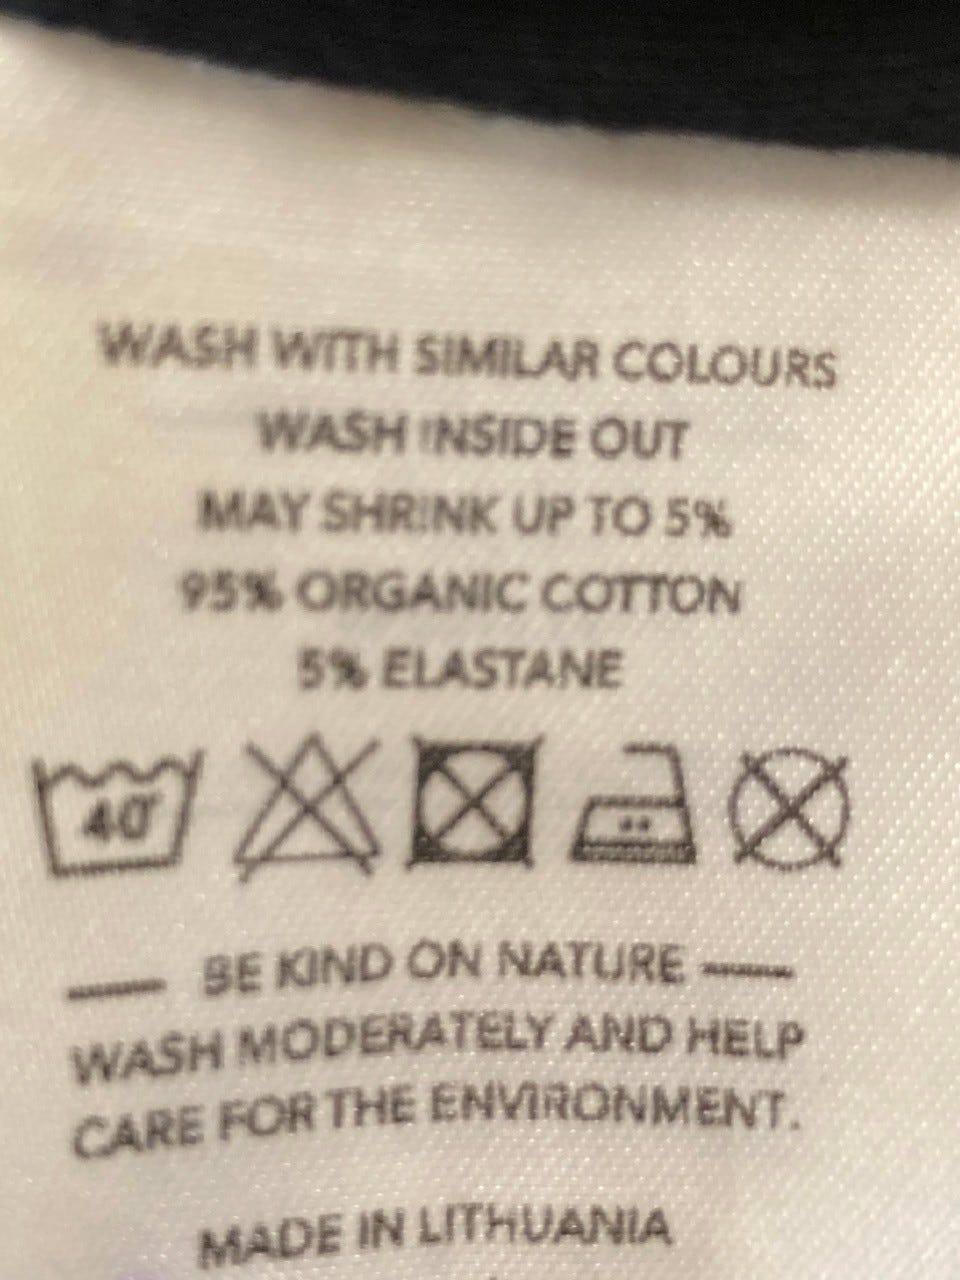 WASH WITH SIMILAR COLOURS
WASH INSIDE OUT
MAY SHRINK UP TO 5%
95% ORGANIC COTTON
5% ELASTANE
40°
BE KIND ON NATURE
WASH MODERATELY AND HELP
CARE FOR THE ENVIRONMENT.
MADE IN LITHUANIA